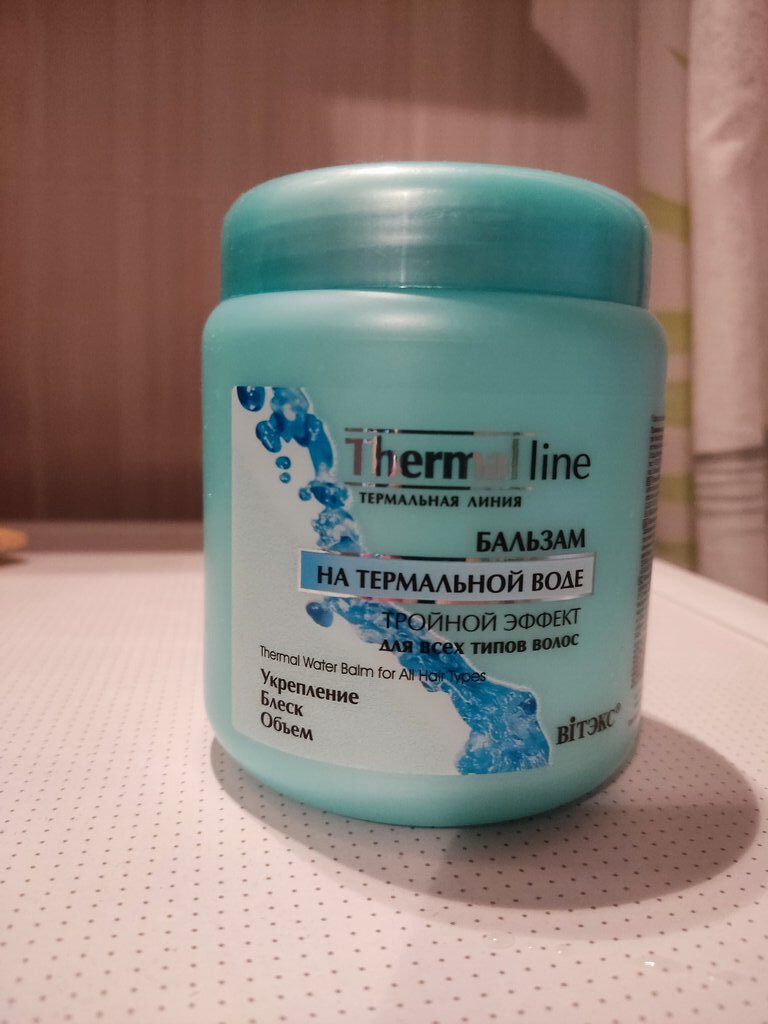 Thermal line
ТЕРМАЛЬНАЯ ЛИНИЯ
БАЛЬЗАМ
НА ТЕРМАЛЬНОЙ ВОДЕ
ТРОЙНОЙ ЭФФЕКТ
для всех типов волос
Thermal Water Balm for All Hair Types
Укрепление
Блеск
Объем
ВІТЭКС®